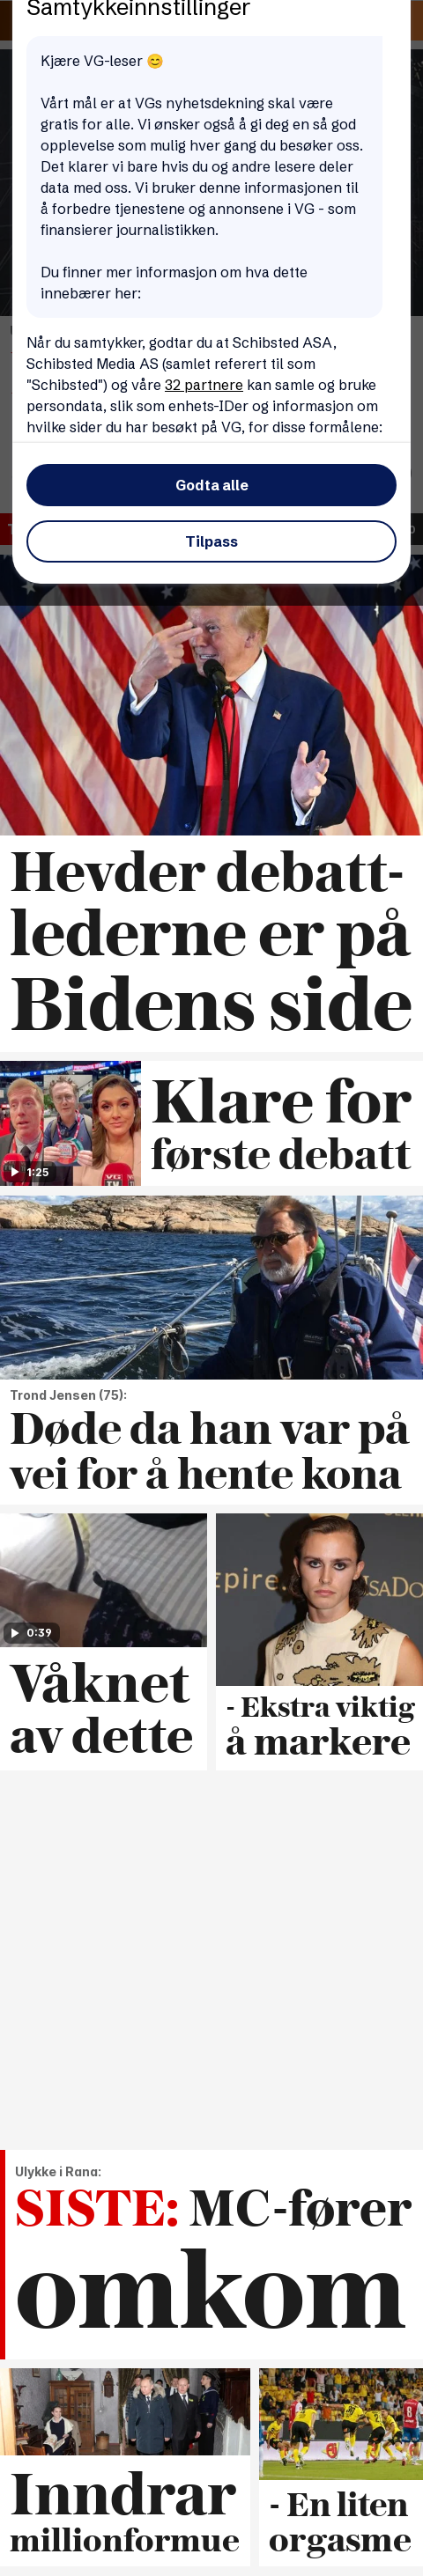 Samtykkeinnstillinger
Kjære VG-leser 😊
Vårt mål er at VGs nyhetsdekning skal være
gratis for alle. Vi ønsker også å gi deg en så god
opplevelse som mulig hver gang du besøker oss.
Det klarer vi bare hvis du og andre lesere deler
data med oss. Vi bruker denne informasjonen til
å forbedre tjenestene og annonsene i VG - som
finansierer journalistikken.
Du finner mer informasjon om hva dette
innebærer her:
Når du samtykker, godtar du at Schibsted ASA,
Schibsted Media AS (samlet referert til som
"Schibsted") og våre 32 partnere kan samle og bruke
persondata, slik som enhets-IDer og informasjon om
hvilke sider du har besøkt på VG, for disse formålene:
Godta alle
Tilpass
Hevder debatt-
lederne er på
Bidens side
1:25
Klare for
første debatt
Trond Jensen (75):
Døde da han var på
vei for å hente kona
0:39
Våknet
av dette
- Ekstra viktig
å markere
Ulykke i Rana:
SISTE: MC-fører
omkom
Inndrar
millionformue
- En liten
orgasme